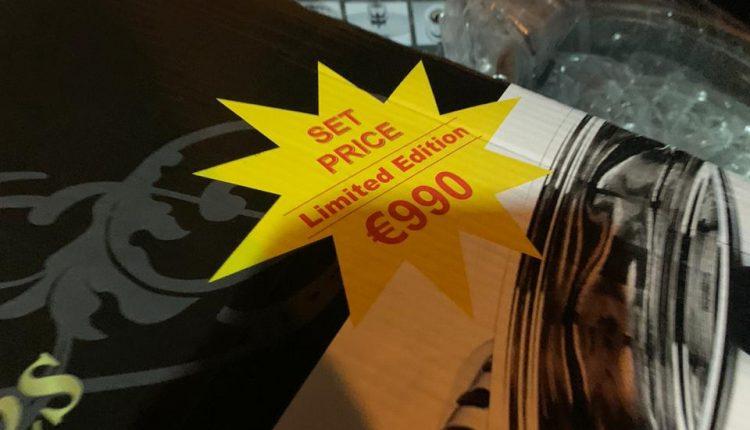 SET
PRICE
Limited Edition
€990